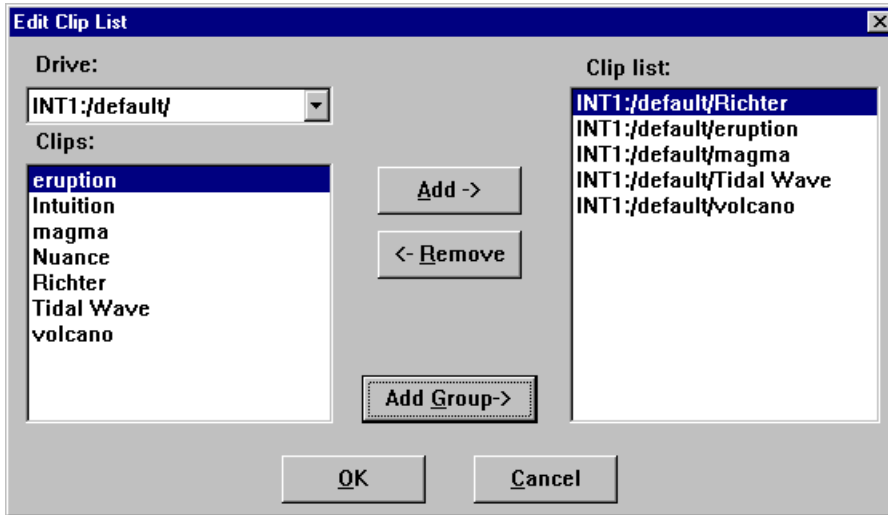 Edit Clip List
Drive:
INT1:/default/
Clips:
eruption
Intuition
magma
Nuance
Richter
Tidal Wave
volcano
Add ->
<- Remove
Add Group->
Clip list:
INT1:/default/Richter
INT1:/default/eruption
INT1:/default/magma
INT1:/default/Tidal Wave
INT1:/default/volcano
OK
Cancel